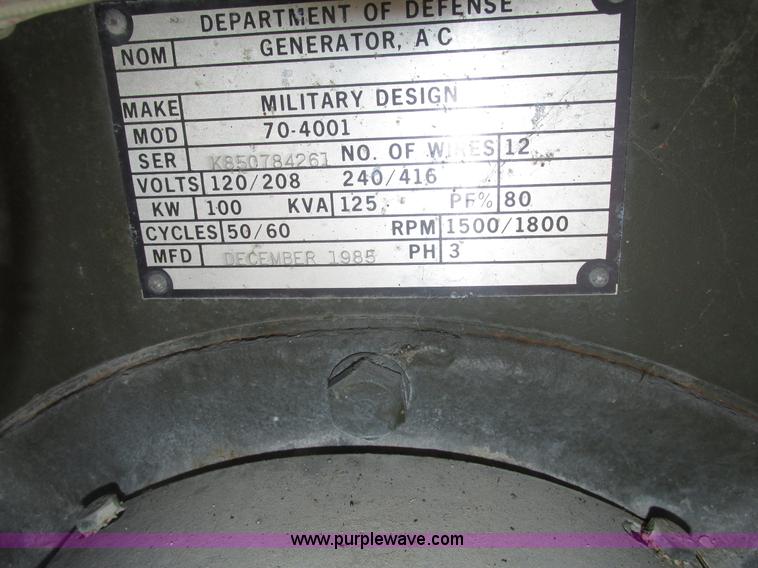 DEPARTMENT OF DEFENSE
NOM GENERATOR, A C
MAKE MILITARY DESIGN
MOD 70-4001
SER K850784261 NO. OF WIRES 12
VOLTS 120/208 240/416
KW 100 KVA 125 PF% 80
CYCLES 50/60 RPM 1500/1800
MFD DECEMBER 1985 PH 3
www.purplewave.com